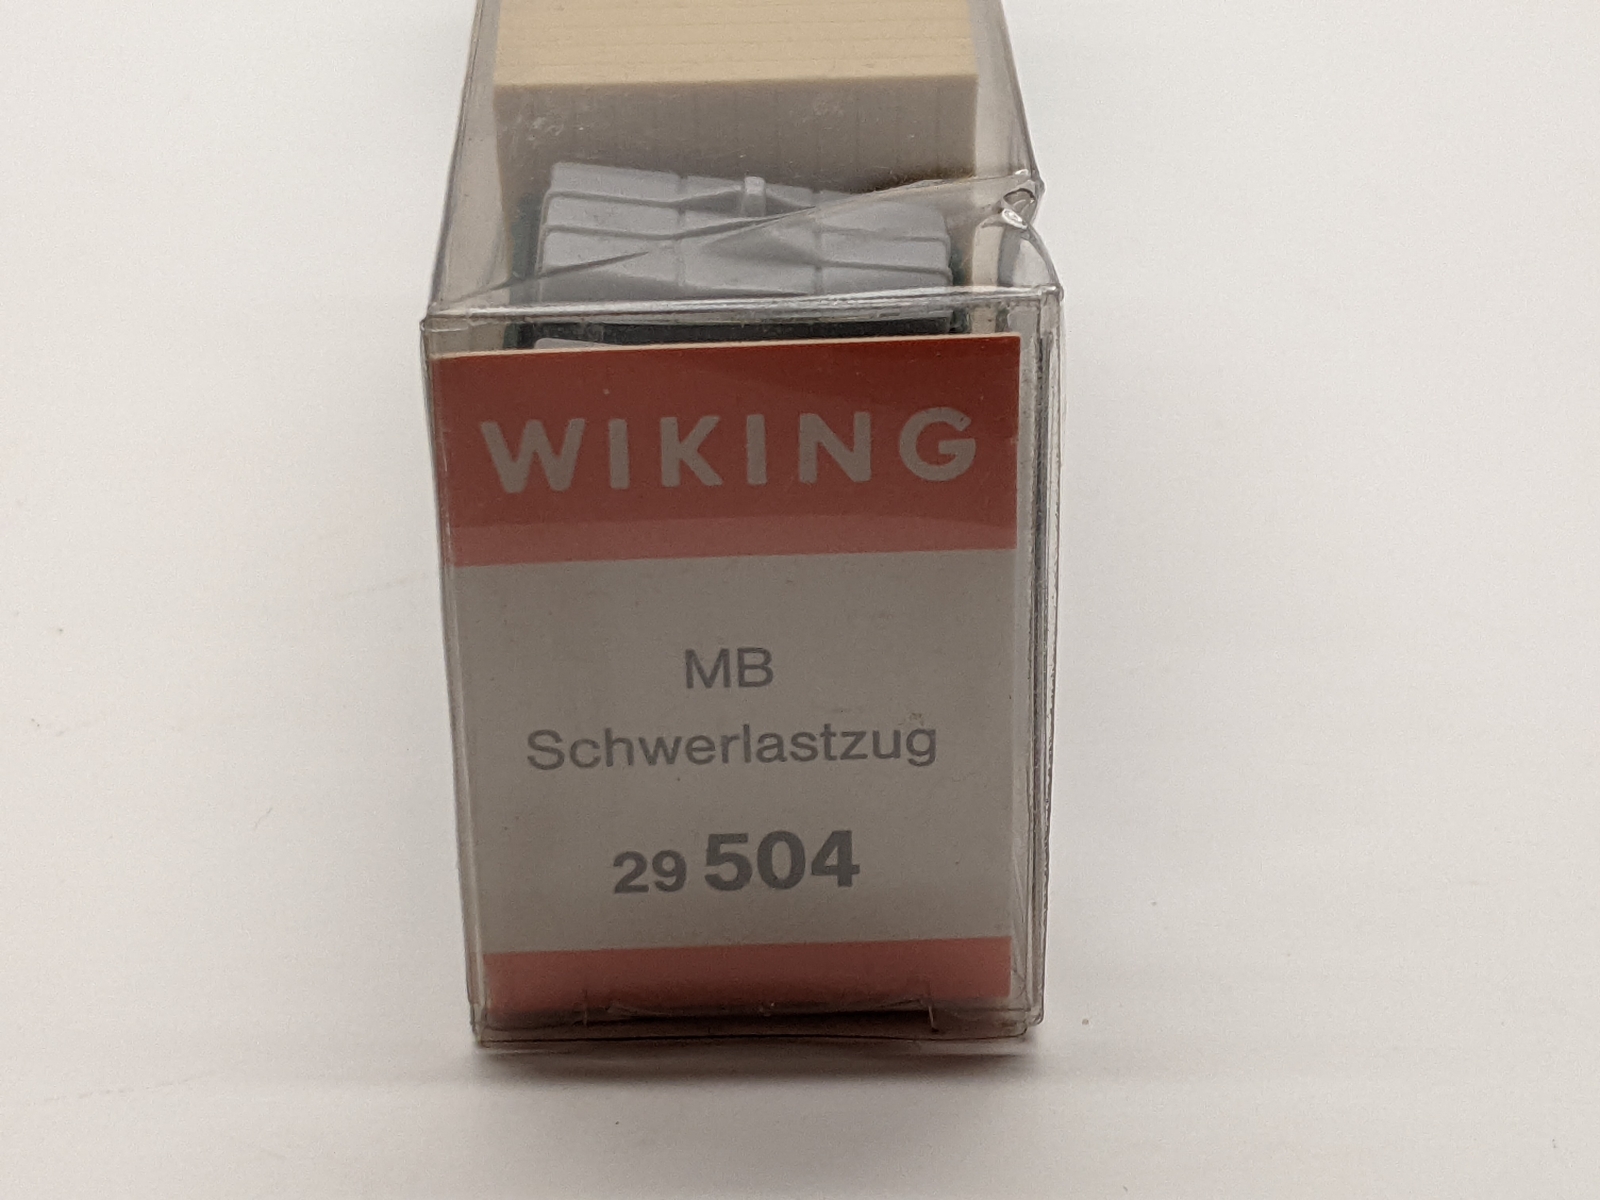 WIKING
MB
Schwerlastzug
29 504